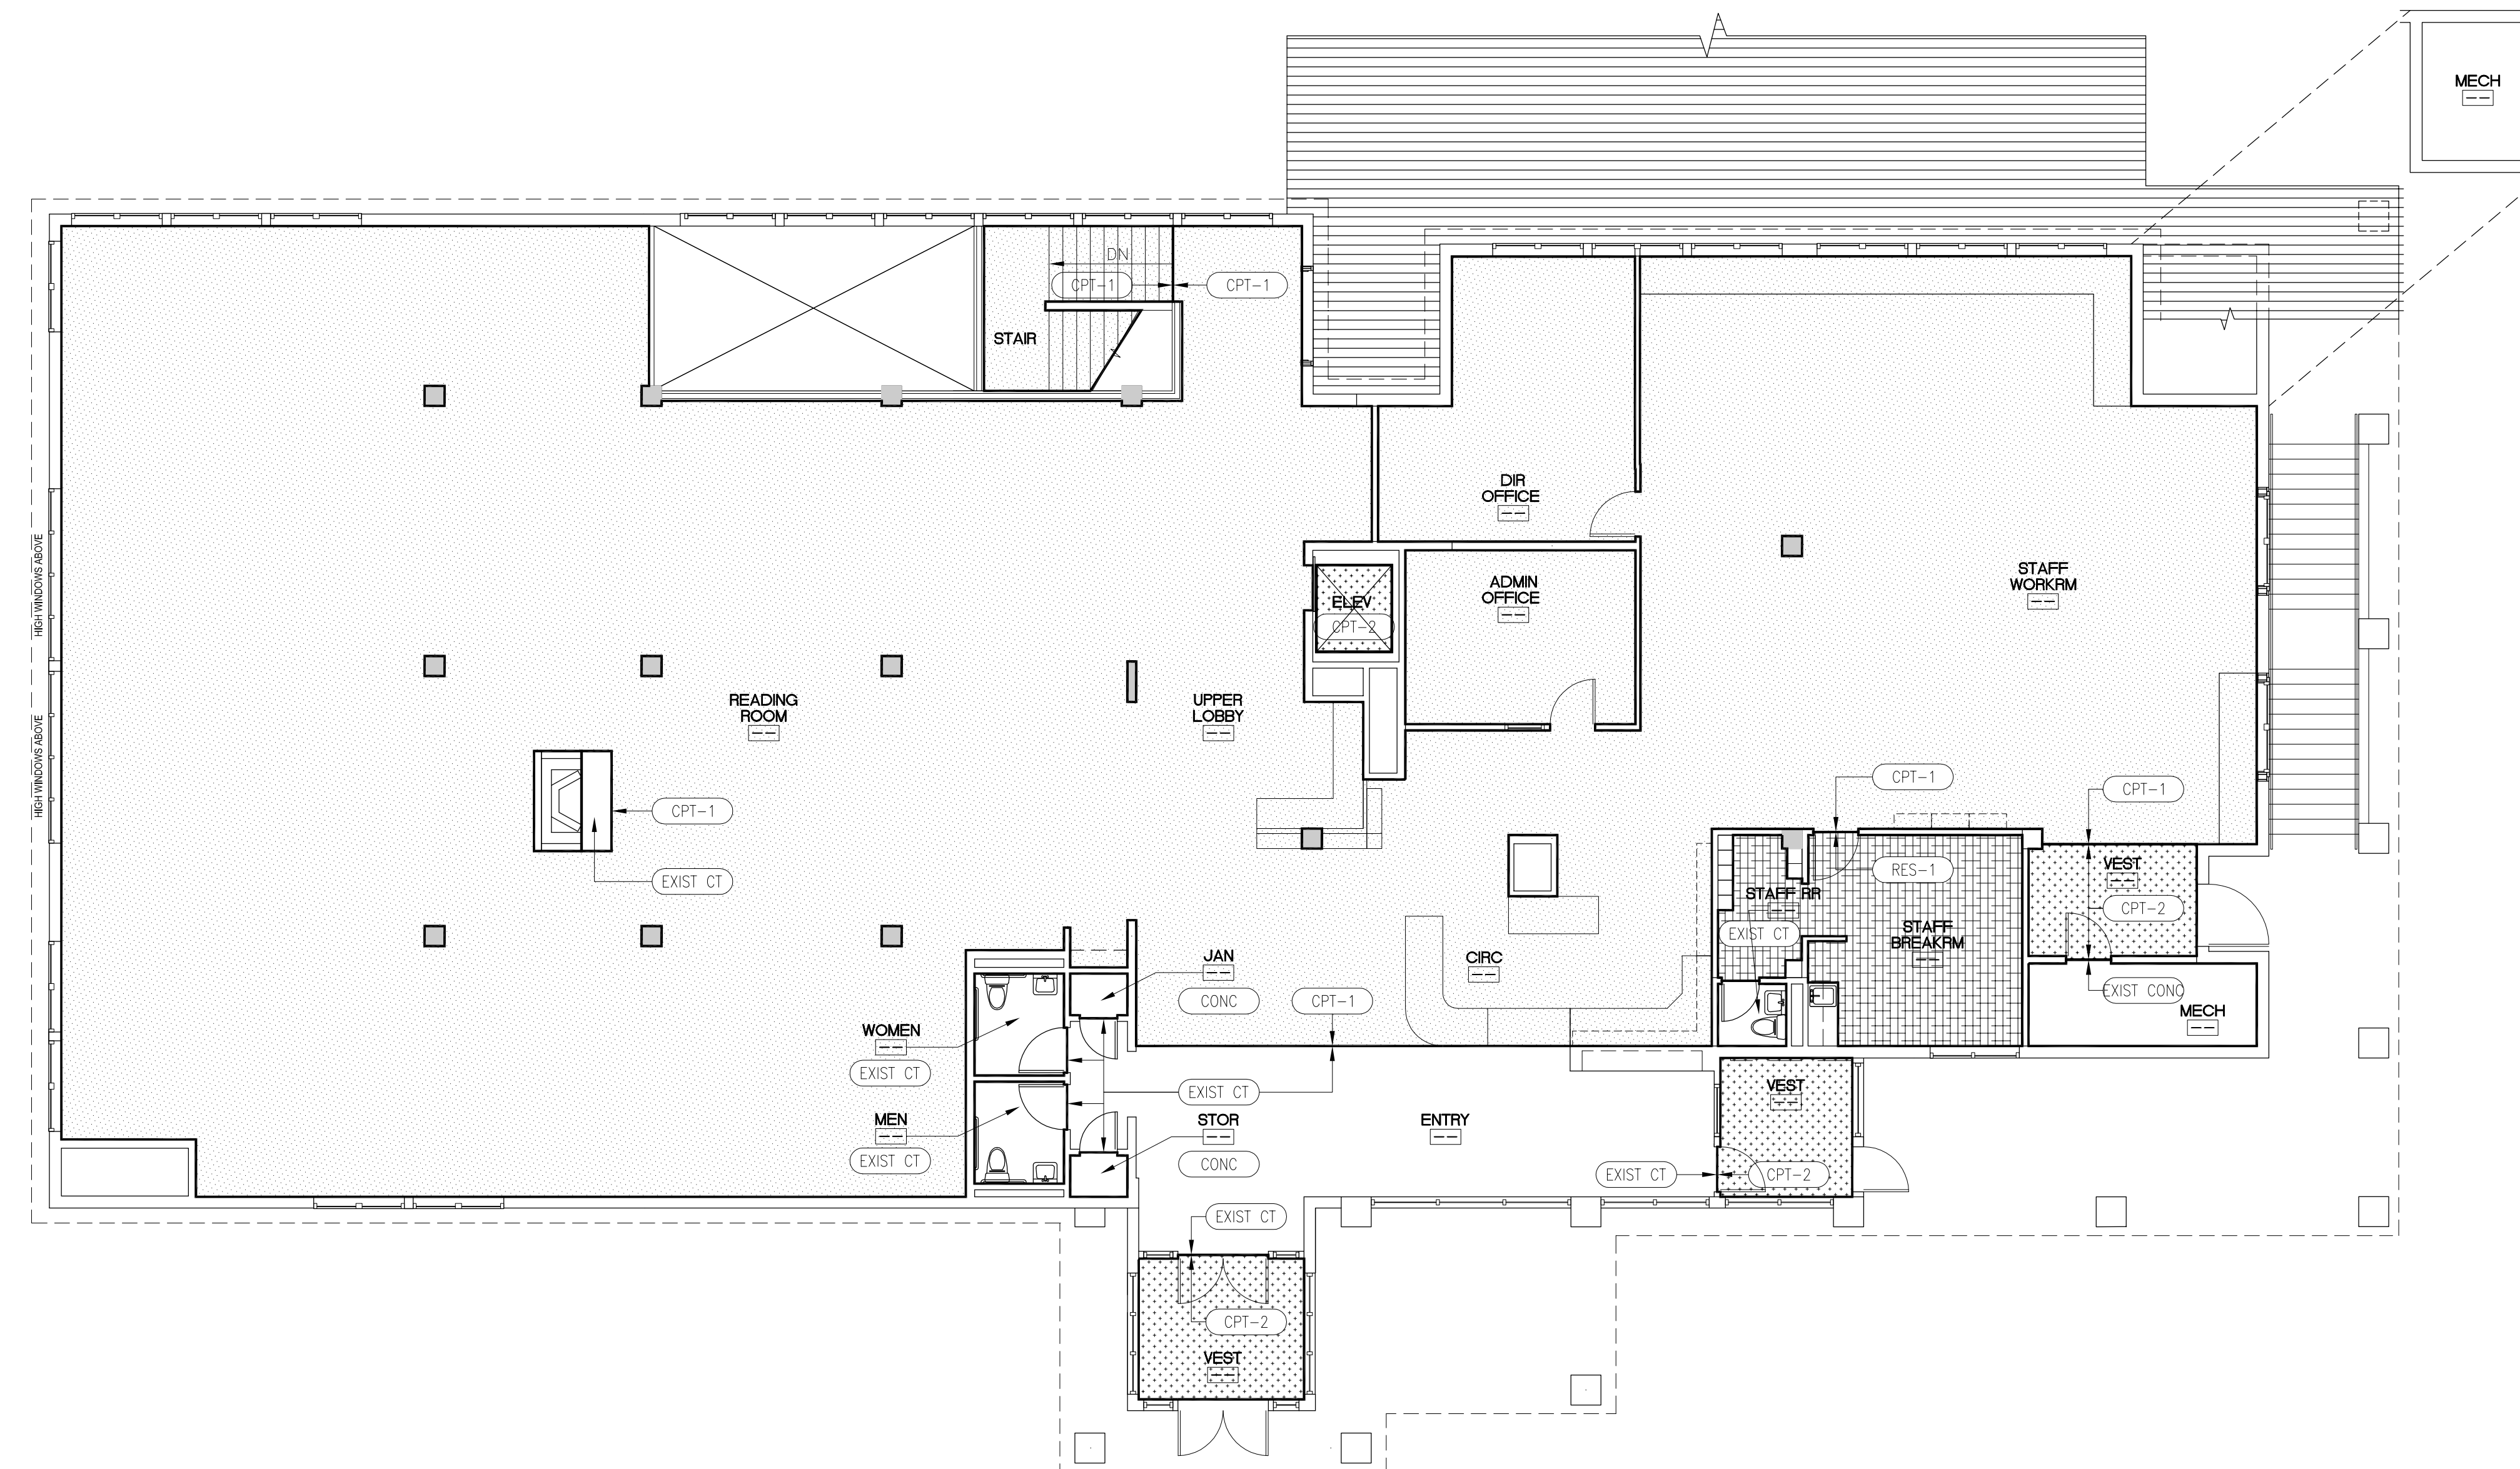 MECH
--
DN
CPT-1
CPT-1
STAIR
DIR
OFFICE
--
HIGH WINDOWS ABOVE
ELEV
CPT-2
ADMIN
OFFICE
--
STAFF
WORKRM
--
READING
ROOM
--
UPPER
LOBBY
--
HIGH WINDOWS ABOVE
CPT-1
EXIST CT
CPT-1
CPT-1
RES-1
VEST
--
STAFF RR
--
CPT-2
EXIST CT
STAFF
BREAKRM
--
JAN
--
CIRC
--
CONC
CPT-1
EXIST CONC
MECH
--
WOMEN
--
EXIST CT
EXIST CT
VEST
--
MEN
--
STOR
--
ENTRY
--
EXIST CT
CONC
EXIST CT
CPT-2
EXIST CT
CPT-2
VEST
--